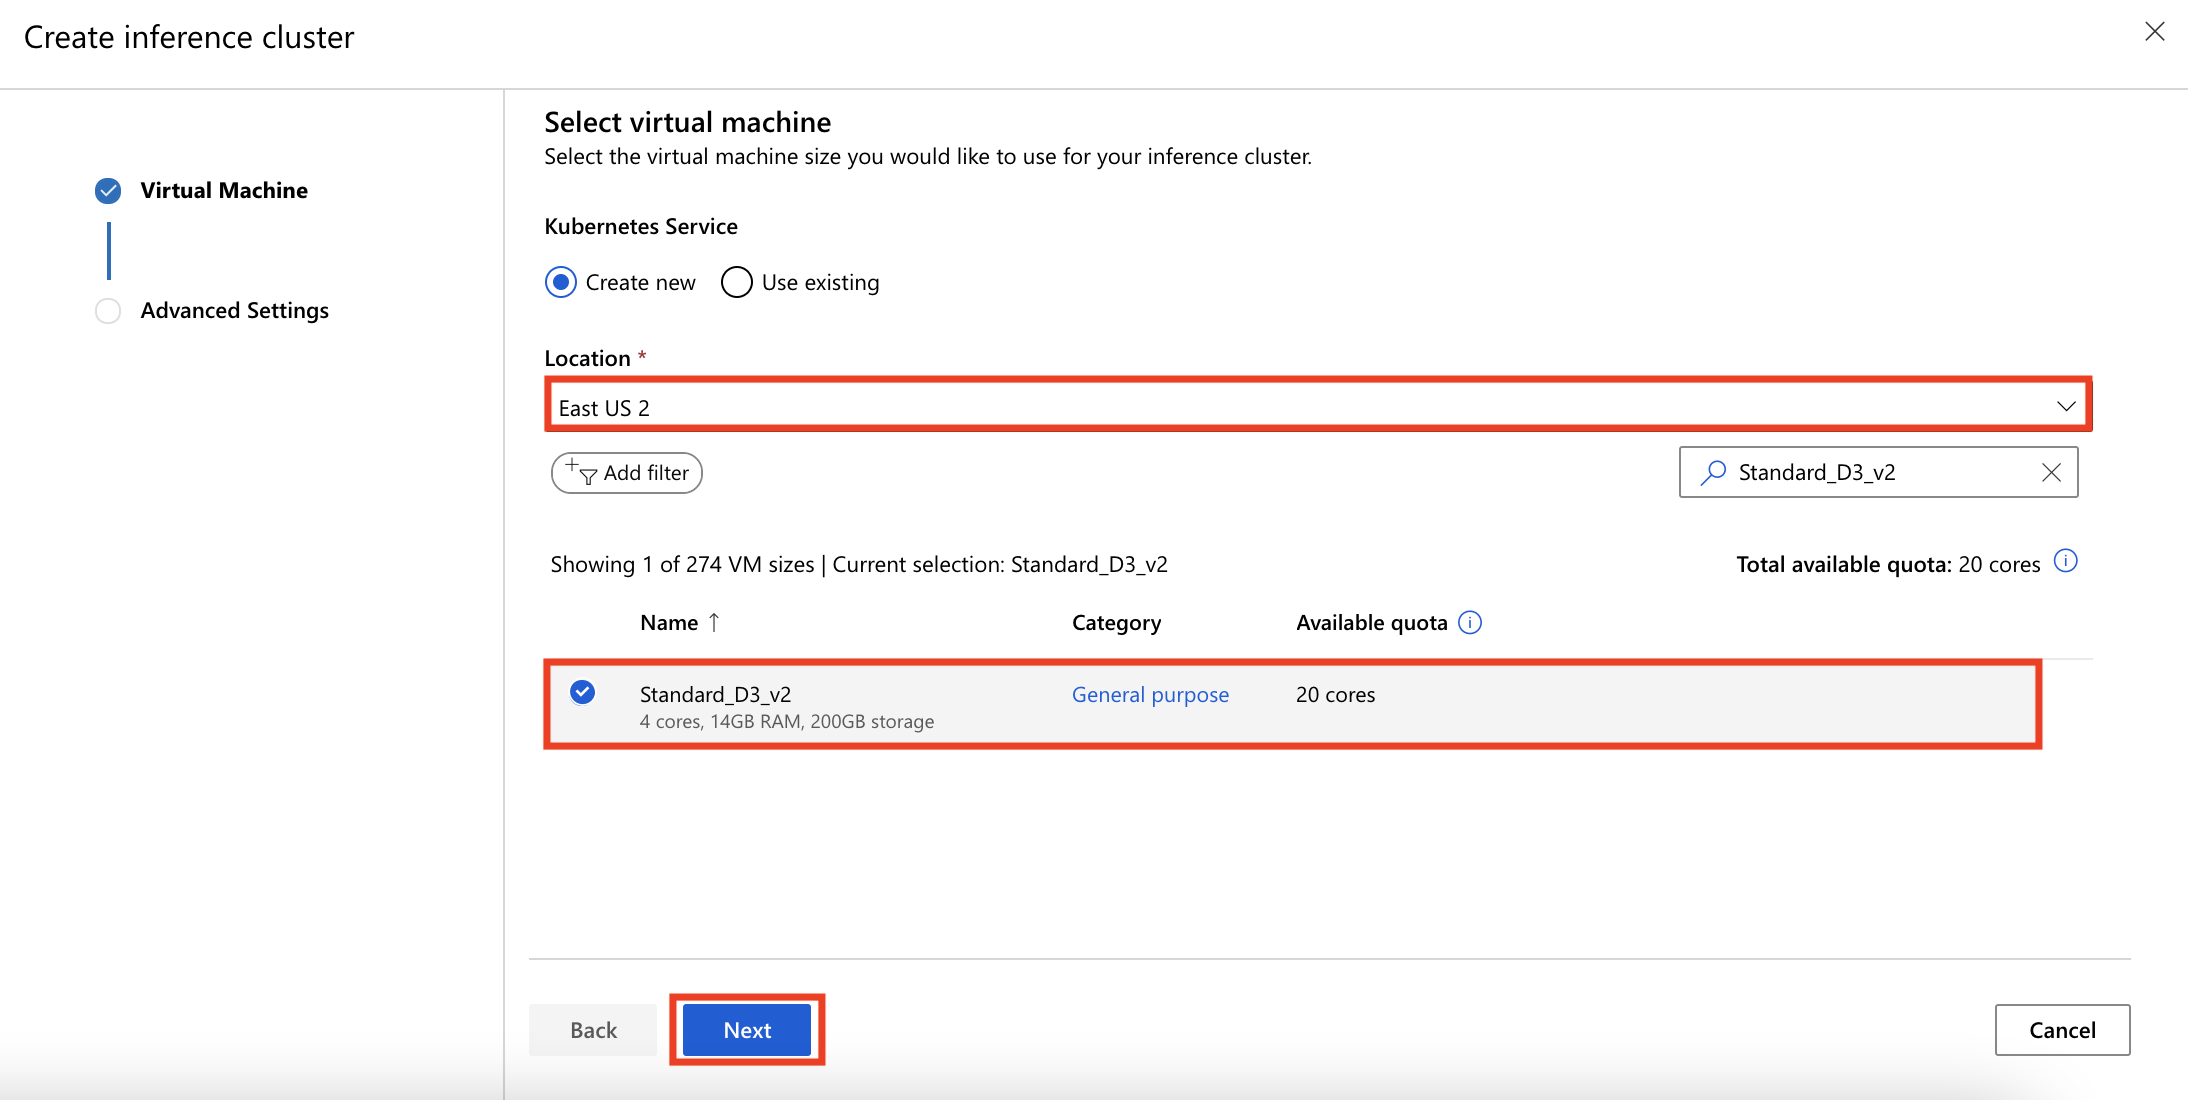 Create inference cluster
Virtual Machine
Advanced Settings
Select virtual machine
Select the virtual machine size you would like to use for your inference cluster.
Kubernetes Service
Create new Use existing
Location *
East US 2
Add filter Standard_D3_v2
Showing 1 of 274 VM sizes | Current selection: Standard_D3_v2 Total available quota: 20 cores
Name ↑ Category Available quota
Standard_D3_v2 General purpose 20 cores
4 cores, 14GB RAM, 200GB storage
Back Next Cancel